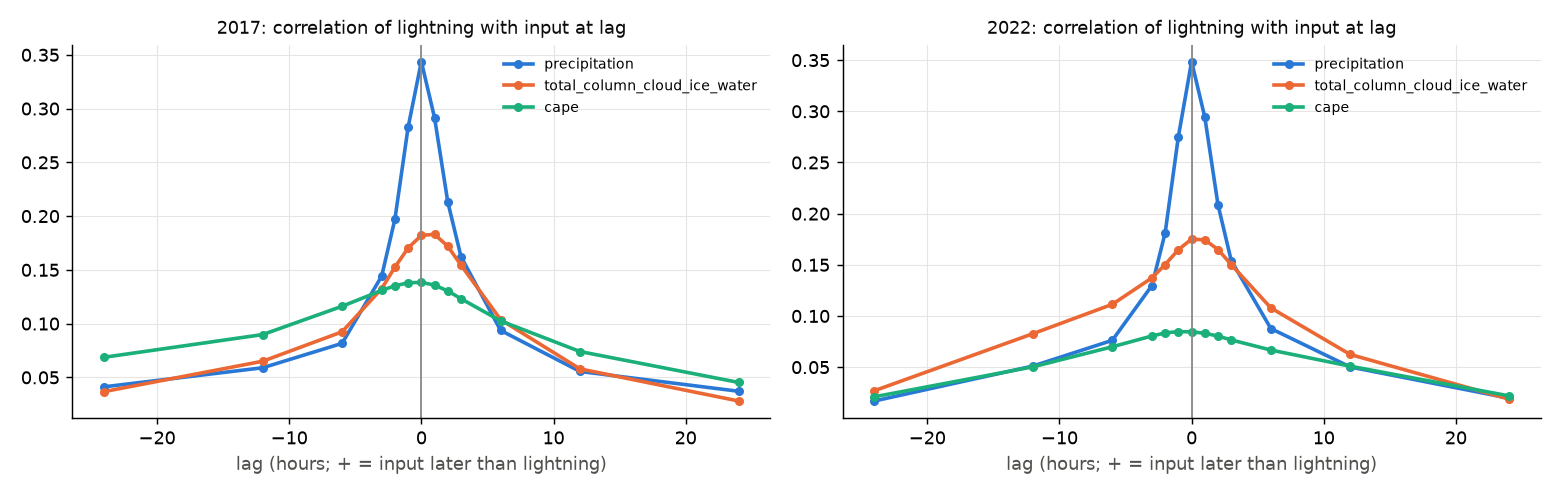 2017: correlation of lightning with input at lag
0.35
0.30
0.25
0.20
0.15
0.10
0.05
precipitation
total_column_cloud_ice_water
cape
−20
−10
0
10
20
lag (hours; + = input later than lightning)
2022: correlation of lightning with input at lag
0.35
0.30
0.25
0.20
0.15
0.10
0.05
precipitation
total_column_cloud_ice_water
cape
−20
−10
0
10
20
lag (hours; + = input later than lightning)